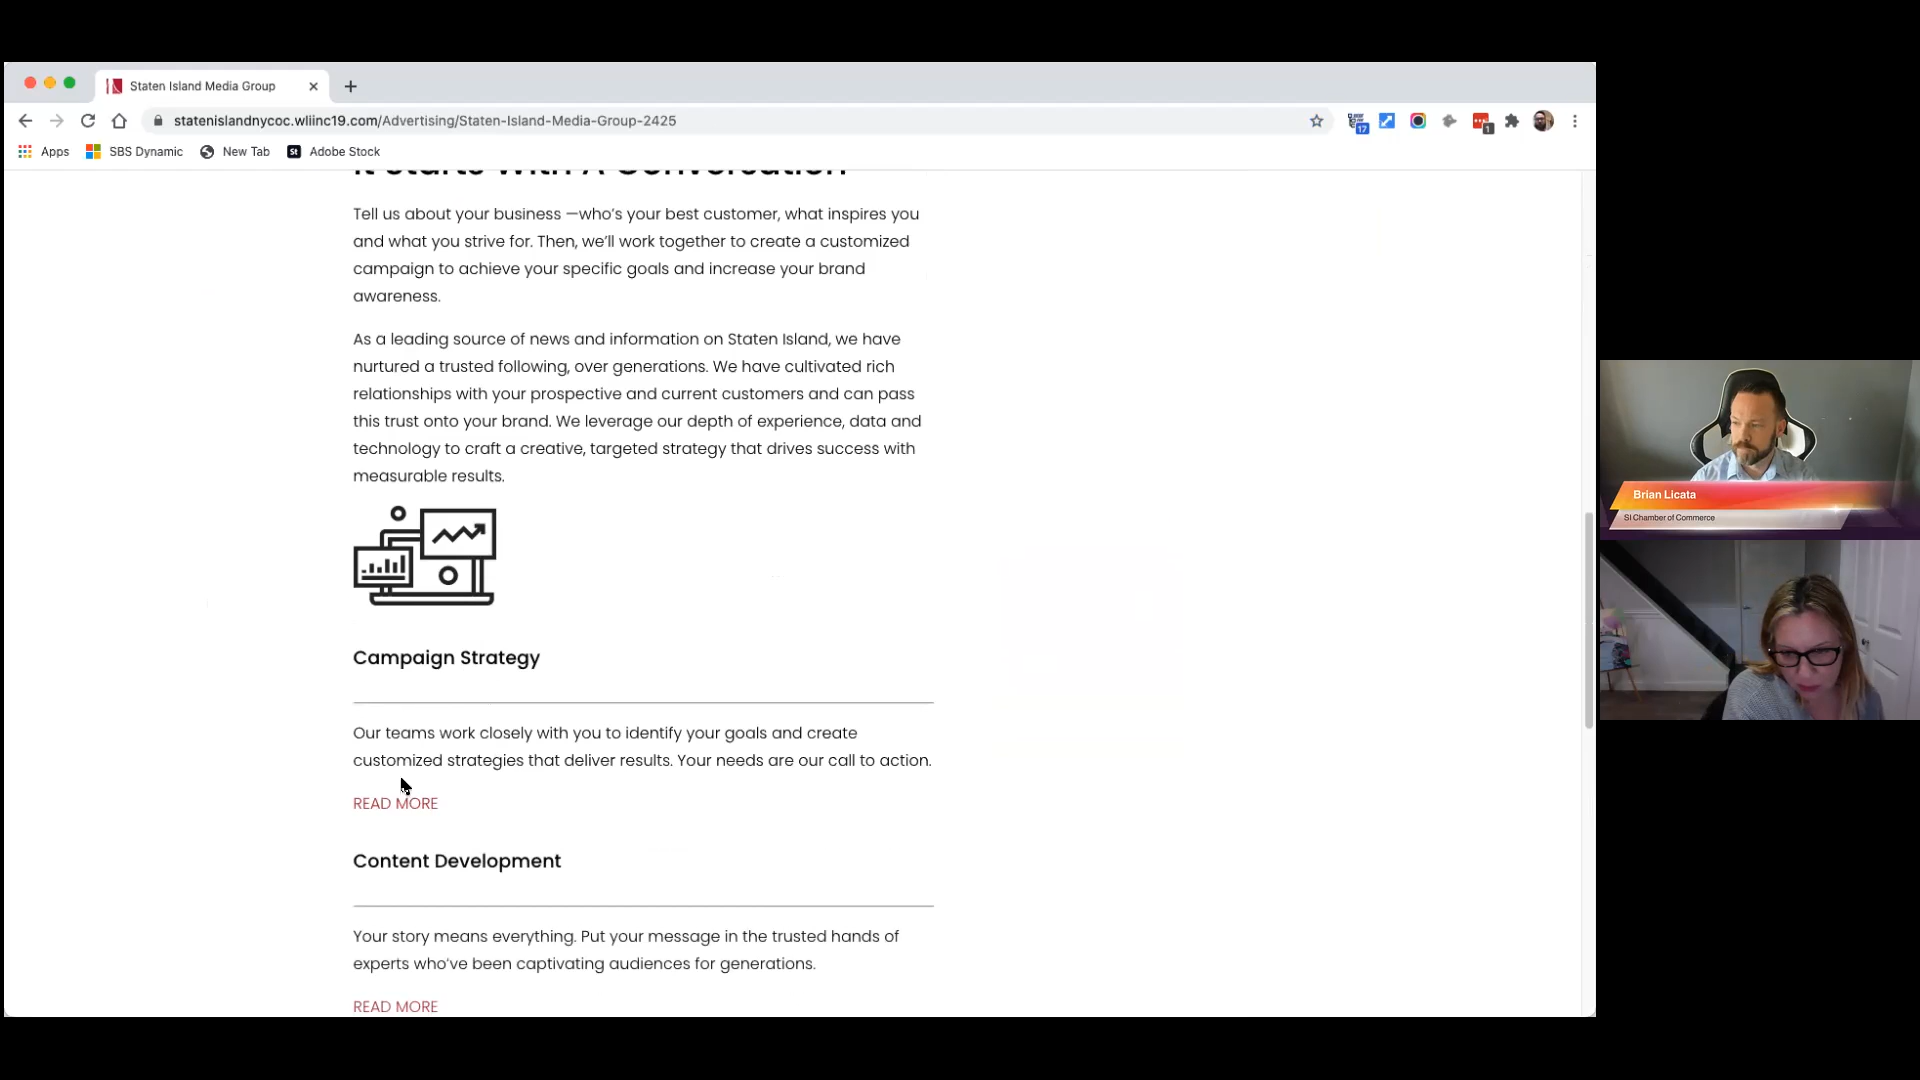 Staten Island Media Group
statenislandnycoc.wliinc19.com/Advertising/Staten-Island-Media-Group-2425
17
1
Apps
SBS Dynamic
New Tab
St
Adobe Stock
It Starts With A Conversation
Tell us about your business —who's your best customer, what inspires you
and what you strive for. Then, we'll work together to create a customized
campaign to achieve your specific goals and increase your brand
awareness.
As a leading source of news and information on Staten Island, we have
nurtured a trusted following, over generations. We have cultivated rich
relationships with your prospective and current customers and can pass
this trust onto your brand. We leverage our depth of experience, data and
technology to craft a creative, targeted strategy that drives success with
measurable results.
Campaign Strategy
Our teams work closely with you to identify your goals and create
customized strategies that deliver results. Your needs are our call to action.
READ MORE
Content Development
Your story means everything. Put your message in the trusted hands of
experts who've been captivating audiences for generations.
READ MORE
Brian Licata
SI Chamber of Commerce